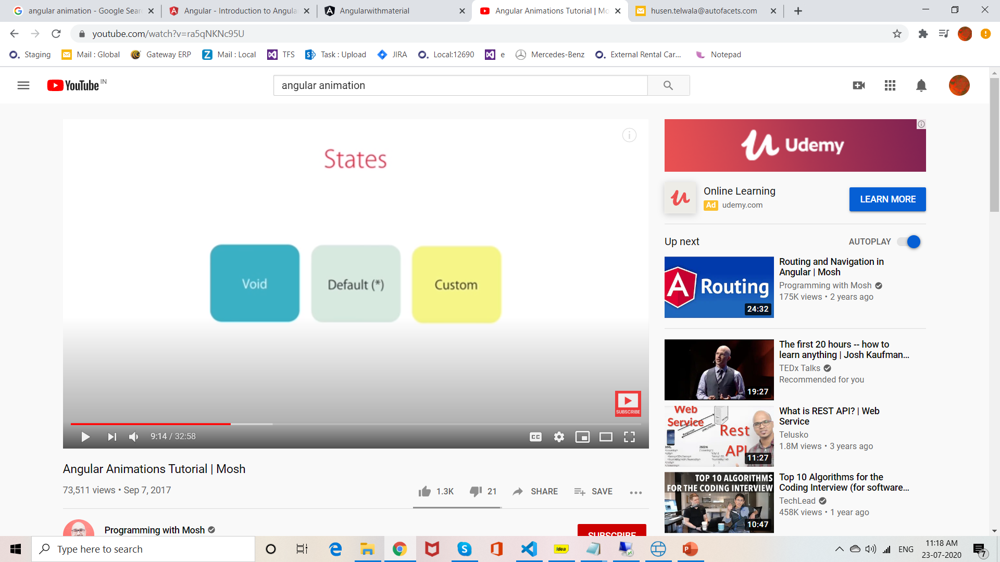 angular animation - Google Sear
Angular - Introduction to Angula
Angularwithmaterial
Angular Animations Tutorial | Mo
husen.telwala@autofacets.com
youtube.com/watch?v=ra5qNKNc95U
Staging
Mail : Global
Gateway ERP
Mail : Local
TFS
Task : Upload
JIRA
Local:12690
e
Mercedes-Benz
External Rental Car...
Notepad
YouTube IN
angular animation
States
Void
Default (*)
Custom
SUBSCRIBE
9:14 / 32:58
CC
Angular Animations Tutorial | Mosh
73,511 views • Sep 7, 2017
1.3K
21
SHARE
SAVE
Programming with Mosh
SUBSCRIBE
Udemy
Online Learning
Ad udemy.com
LEARN MORE
Up next
AUTOPLAY
Routing
24:32
Routing and Navigation in
Angular | Mosh
Programming with Mosh
175K views • 2 years ago
19:27
The first 20 hours -- how to
learn anything | Josh Kaufman...
TEDx Talks
Recommended for you
Web
Service
Rest
API
11:27
What is REST API? | Web
Service
Telusko
1.8M views • 3 years ago
TOP 10 ALGORITHMS
FOR THE CODING INTERVIEW
10:47
Top 10 Algorithms for the
Coding Interview (for software...
TechLead
458K views • 1 year ago
Type here to search
idea
ENG
11:18 AM
23-07-2020
7